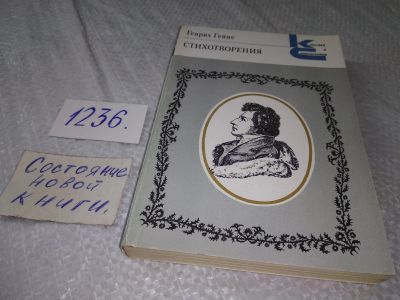 Генрих Гейне
СТИХОТВОРЕНИЯ
К
С
1236.
Состояние
новой
книги.